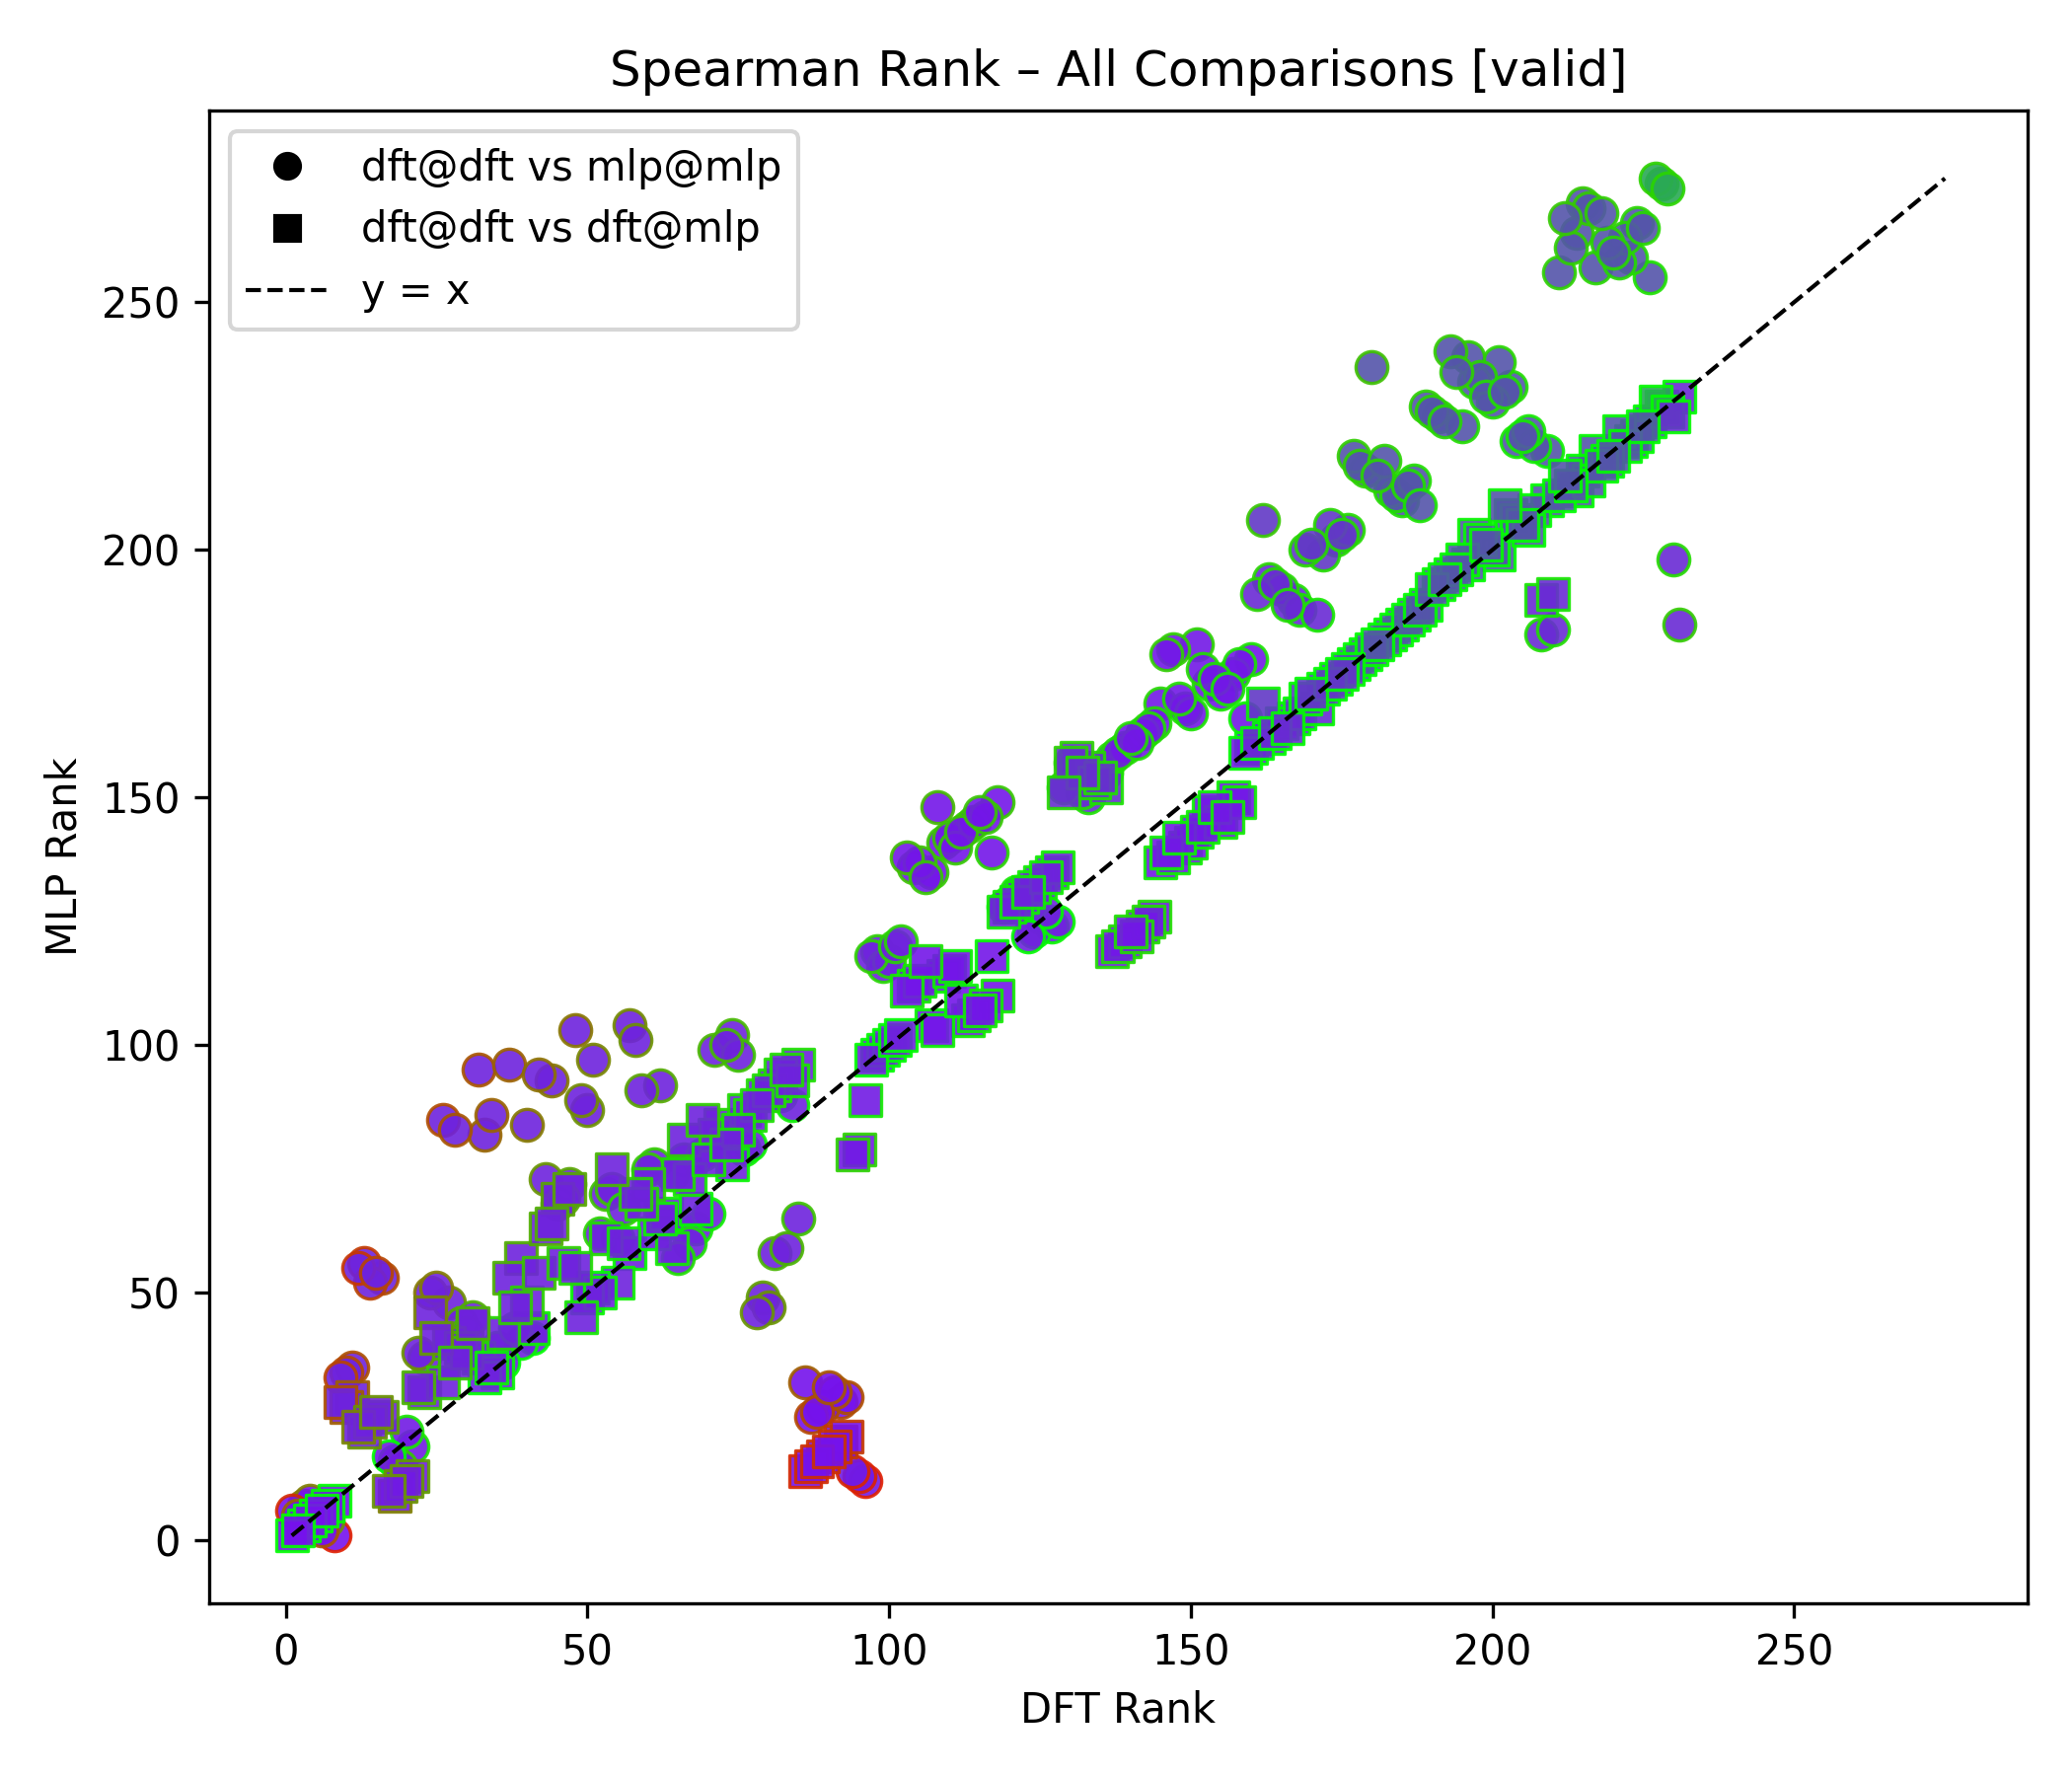 Spearman Rank – All Comparisons [valid]
dft@dft vs mlp@mlp
dft@dft vs dft@mlp
y = x
MLP Rank
250
200
150
100
50
0
0 50 100 150 200 250
DFT Rank